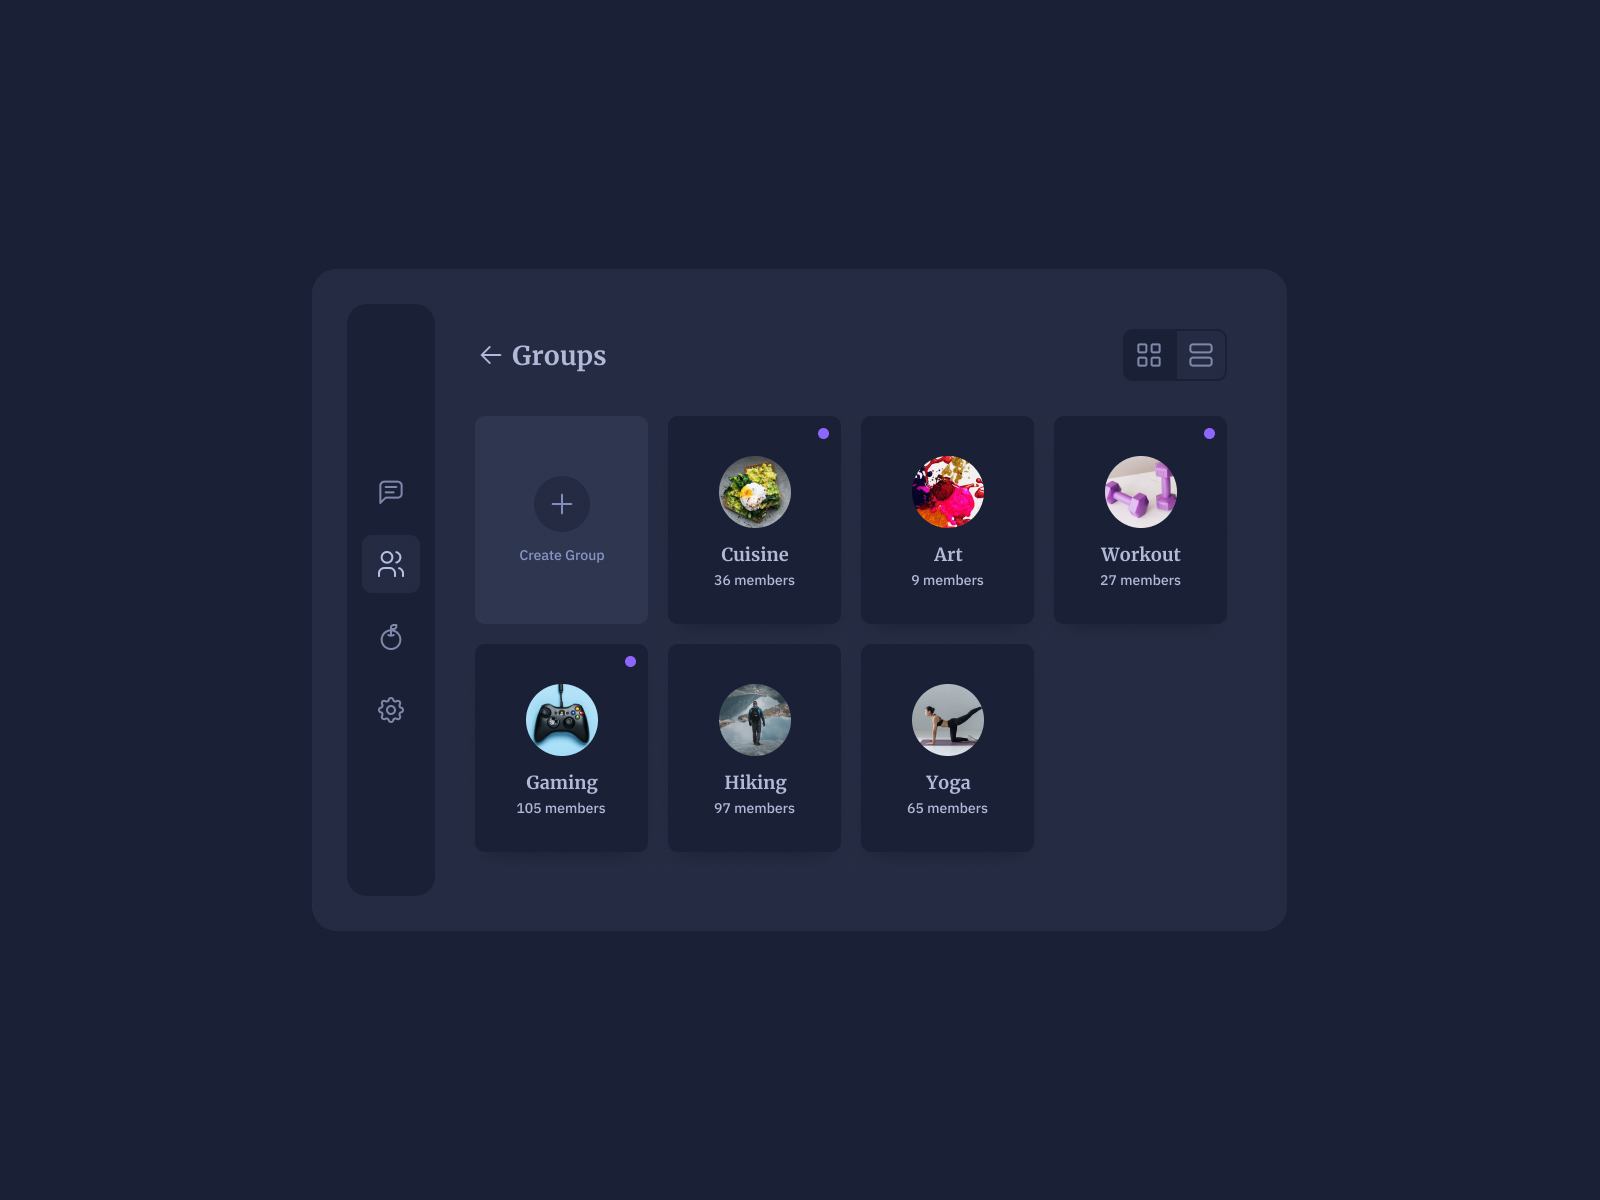 Groups
Create Group
Cuisine
36 members
Art
9 members
Workout
27 members
Gaming
105 members
Hiking
97 members
Yoga
65 members